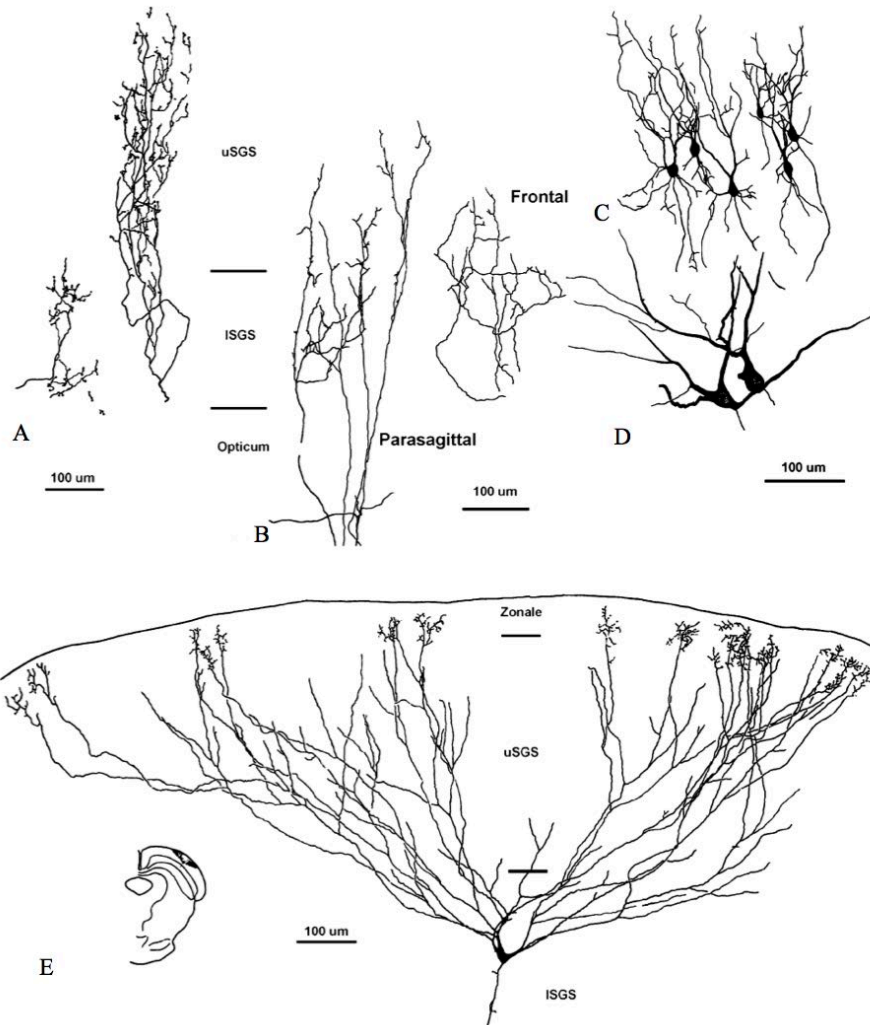 uSGS
lSGS
Opticum
A
100 um
Frontal
Parasagittal
B
100 um
C
D
100 um
Zonale
uSGS
lSGS
100 um
E